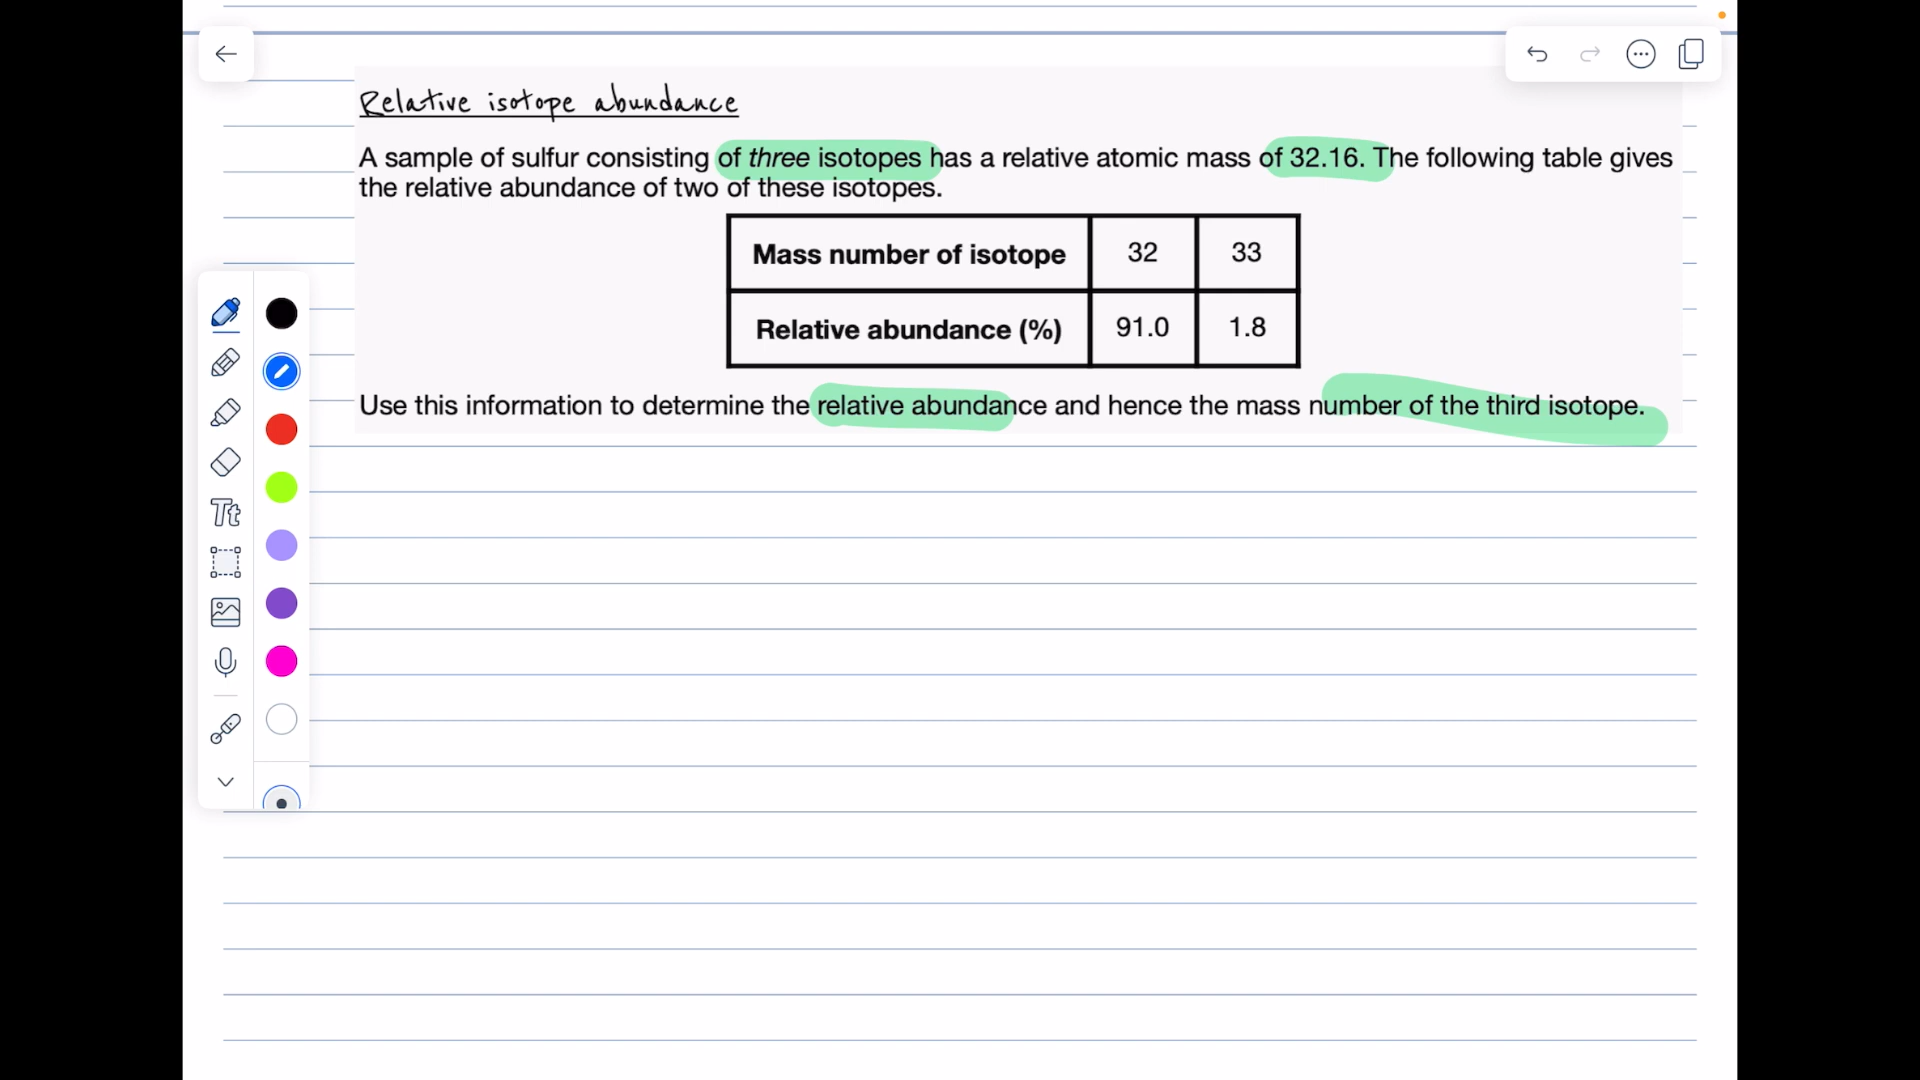 Relative isotope abundance
A sample of sulfur consisting of three isotopes has a relative atomic mass of 32.16. The following table gives
the relative abundance of two of these isotopes.
Mass number of isotope 32 33
Relative abundance (%) 91.0 1.8
Use this information to determine the relative abundance and hence the mass number of the third isotope.
Tt